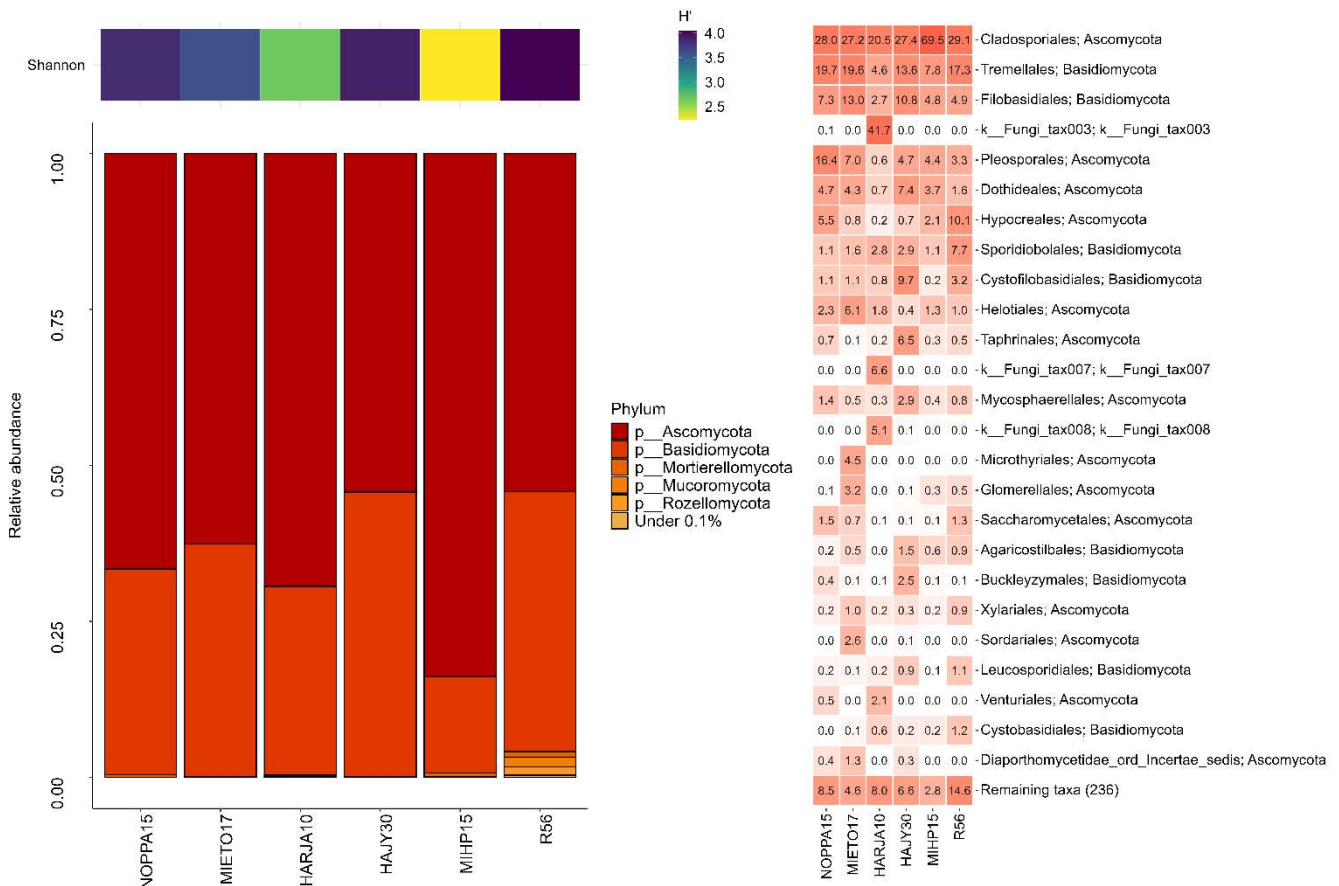 H'
4.0
3.5
3.0
2.5
Shannon
1.00
0.75
0.50
0.25
0.00
Relative abundance
NOPPA15
MIETO17
HARJA10
HAJY30
MIHP15
R56
Phylum
p__Ascomycota
p__Basidiomycota
p__Mortierellomycota
p__Mucoromycota
p__Rozellomycota
Under 0.1%
28.0 27.2 20.5 27.4 69.5 29.1 Cladosporiales; Ascomycota
19.7 19.6 4.6 13.6 7.8 17.3 Tremellales; Basidiomycota
7.3 13.0 2.7 10.8 4.8 4.9 Filobasidiales; Basidiomycota
0.1 0.0 41.7 0.0 0.0 0.0 k__Fungi_tax003; k__Fungi_tax003
16.4 7.0 0.6 4.7 4.4 3.3 Pleosporales; Ascomycota
4.7 4.3 0.7 7.4 3.7 1.6 Dothideales; Ascomycota
5.5 0.8 0.2 0.7 2.1 10.1 Hypocreales; Ascomycota
1.1 1.6 2.8 2.9 1.1 7.7 Sporidiobolales; Basidiomycota
1.1 1.1 0.8 9.7 0.2 3.2 Cystofilobasidiales; Basidiomycota
2.3 6.1 1.8 0.4 1.3 1.0 Helotiales; Ascomycota
0.7 0.1 0.2 6.5 0.3 0.5 Taphrinales; Ascomycota
0.0 0.0 6.6 0.0 0.0 0.0 k__Fungi_tax007; k__Fungi_tax007
1.4 0.5 0.3 2.9 0.4 0.8 Mycosphaerellales; Ascomycota
0.0 0.0 5.1 0.1 0.0 0.0 k__Fungi_tax008; k__Fungi_tax008
0.0 4.5 0.0 0.0 0.0 0.0 Microthyriales; Ascomycota
0.1 3.2 0.0 0.1 0.3 0.5 Glomerellales; Ascomycota
1.5 0.7 0.1 0.1 0.1 1.3 Saccharomycetales; Ascomycota
0.2 0.5 0.0 1.5 0.6 0.9 Agaricostilbales; Basidiomycota
0.4 0.1 0.1 2.5 0.1 0.1 Buckleyzymales; Basidiomycota
0.2 1.0 0.2 0.3 0.2 0.9 Xylariales; Ascomycota
0.0 2.6 0.0 0.1 0.0 0.0 Sordariales; Ascomycota
0.2 0.1 0.2 0.9 0.1 1.1 Leucosporidiales; Basidiomycota
0.5 0.0 2.1 0.0 0.0 0.0 Venturiales; Ascomycota
0.0 0.1 0.6 0.2 0.2 1.2 Cystobasidiales; Basidiomycota
0.4 1.3 0.0 0.3 0.0 0.0 Diaporthomycetidae_ord_Incertae_sedis; Ascomycota
8.5 4.6 8.0 6.6 2.8 14.6 Remaining taxa (236)
NOPPA15
MIETO17
HARJA10
HAJY30
MIHP15
R56